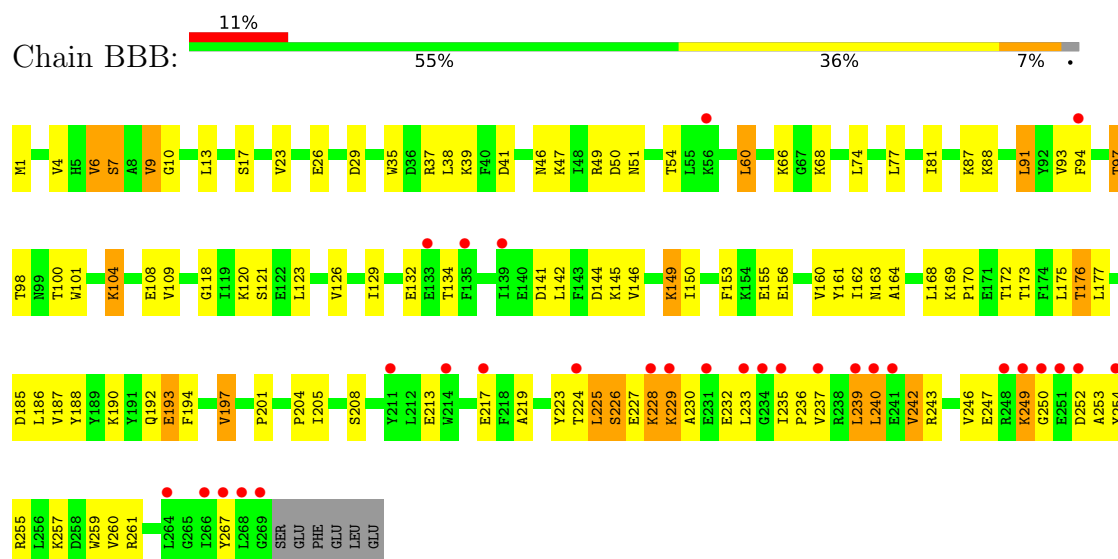 11%
Chain BBB:
55% 36% 7% •
M1 V4 H5 V6 S7 A8 V9 G10 L13 S17 V23 E26 D29 W35 D36 R37 L38 K39 F40 D41 N46 K47 I48 R49 D50 N51 T54 L55 K56 L60 K66 G67 K68 L74 L77 I81 K87 K88 L91 Y92 V93 F94 T97
T98 N99 T100 W101 K104 E108 V109 G118 I119 K120 S121 E122 L123 V126 I129 E132 E133 T134 F135 I139 E140 D141 L142 F143 D144 K145 V146 K149 I150 F153 K154 E155 E156 V160 Y161 I162 N163 A164 L168 K169 P170 E171 T172 T173 F174 L175 T176 L177
D185 L186 V187 Y188 Y189 K190 Y191 Q192 E193 F194 V197 P201 P204 I205 S208 Y211 L212 E213 W214 E217 F218 A219 Y223 T224 L225 S226 E227 K228 K229 A230 E231 E232 L233 G234 I235 P236 V237 R238 L239 L240 E241 V242 R243 V246 E247 R248 K249 G250 E251 D252 A253 Y254
R255 L256 K257 D258 W259 V260 R261 L264 G265 I266 Y267 L268 G269 SER GLU PHE GLU LEU GLU